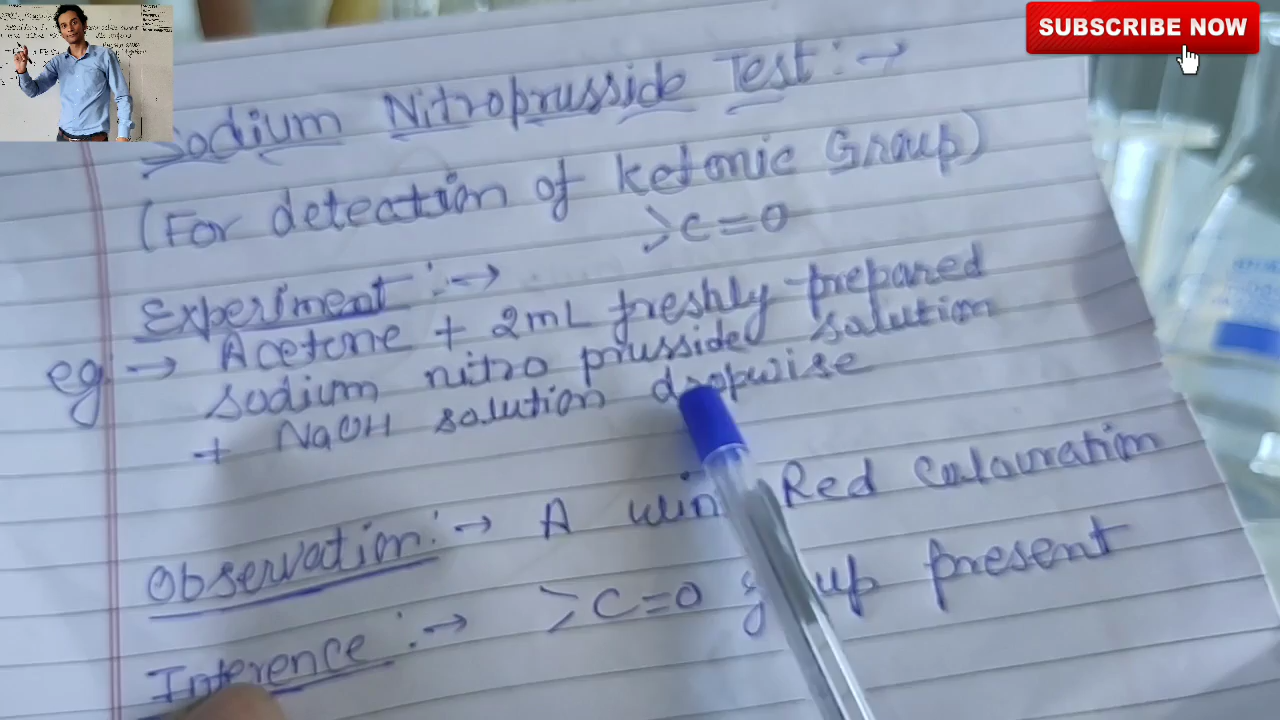 SUBSCRIBE NOW
Sodium Nitroprusside Test :→
(For detection of ketonic Group)
>C=O
Experiment :→
eg :→ Acetone + 2mL freshly prepared
sodium nitro prusside solution
+ NaOH solution dropwise
Observation :→ A Red Colouration
Inference :→ >C=O present